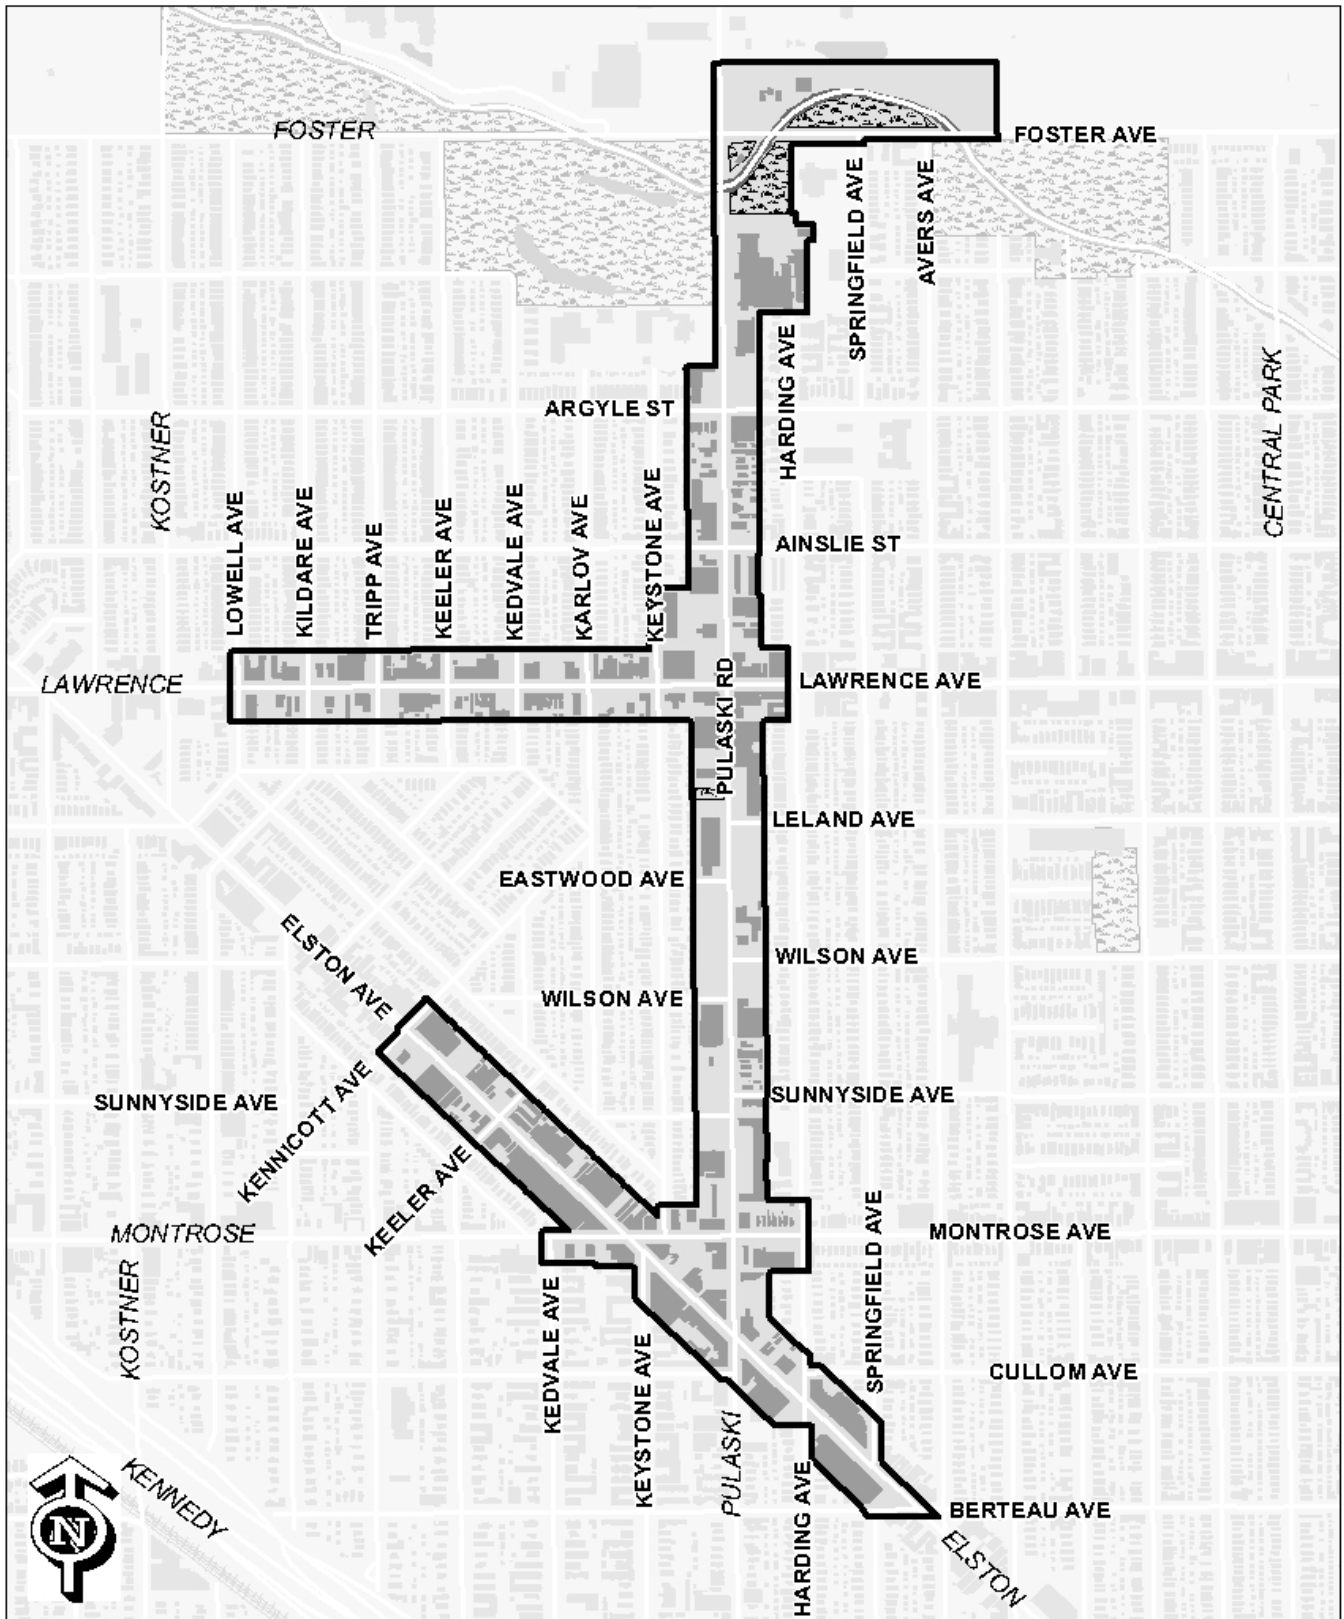 FOSTER
FOSTER AVE
SPRINGFIELD AVE
AVERS AVE
HARDING AVE
CENTRAL PARK
ARGYLE ST
KOSTNER
LOWELL AVE
KILDARE AVE
TRIPP AVE
KEELER AVE
KEDVALE AVE
KARLOV AVE
KEYSTONE AVE
AINSLIE ST
LAWRENCE
LAWRENCE AVE
PULASKI RD
LELAND AVE
EASTWOOD AVE
ELSTON AVE
WILSON AVE
WILSON AVE
SUNNYSIDE AVE
SUNNYSIDE AVE
KENNICOTT AVE
KEELER AVE
MONTROSE
MONTROSE AVE
SPRINGFIELD AVE
KOSTNER
KEDVALE AVE
KEYSTONE AVE
CULLOM AVE
PULASKI
HARDING AVE
KENNEDY
BERTEAU AVE
ELSTON
N